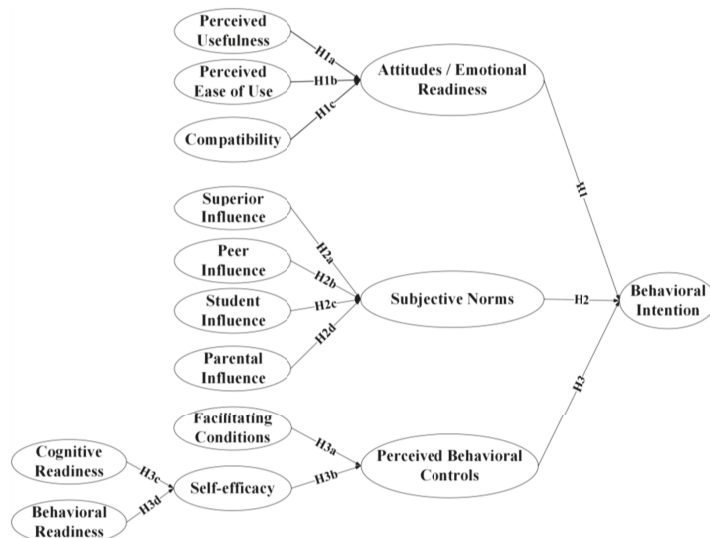 Perceived
Usefulness
H1a
Perceived
Ease of Use
H1b
Attitudes / Emotional
Readiness
H1c
Compatibility
H1
Superior
Influence
H2a
Peer
Influence
H2b
Student
Influence
H2c
Subjective Norms
H2
Behavioral
Intention
H2d
Parental
Influence
H3
Facilitating
Conditions
H3a
Perceived Behavioral
Controls
Cognitive
Readiness
H3c
Self-efficacy
H3b
H3d
Behavioral
Readiness